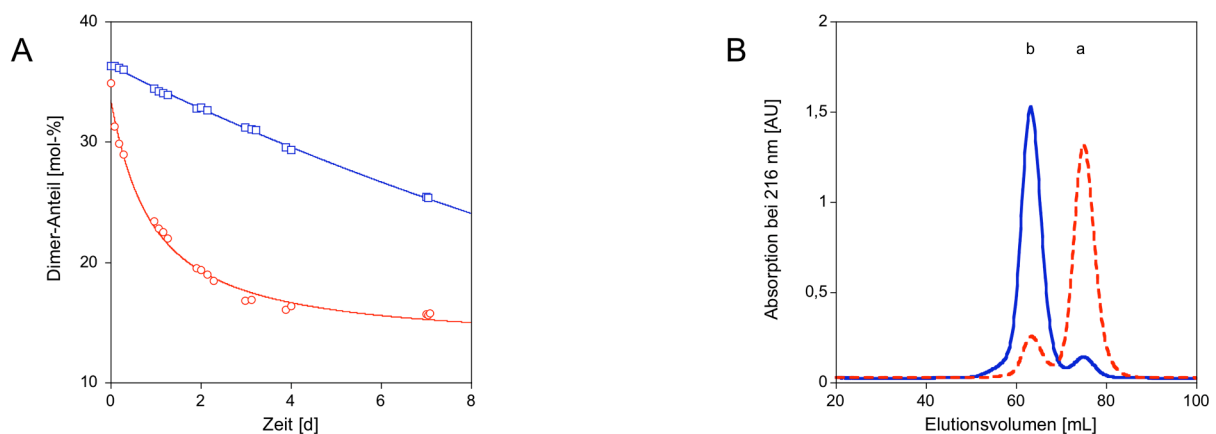 A
Dimer-Anteil [mol-%]
40
30
20
10
0
2
4
6
8
Zeit [d]
B
Absorption bei 216 nm [AU]
b
a
2
1,5
1
0,5
0
20
40
60
80
100
Elutionsvolumen [mL]